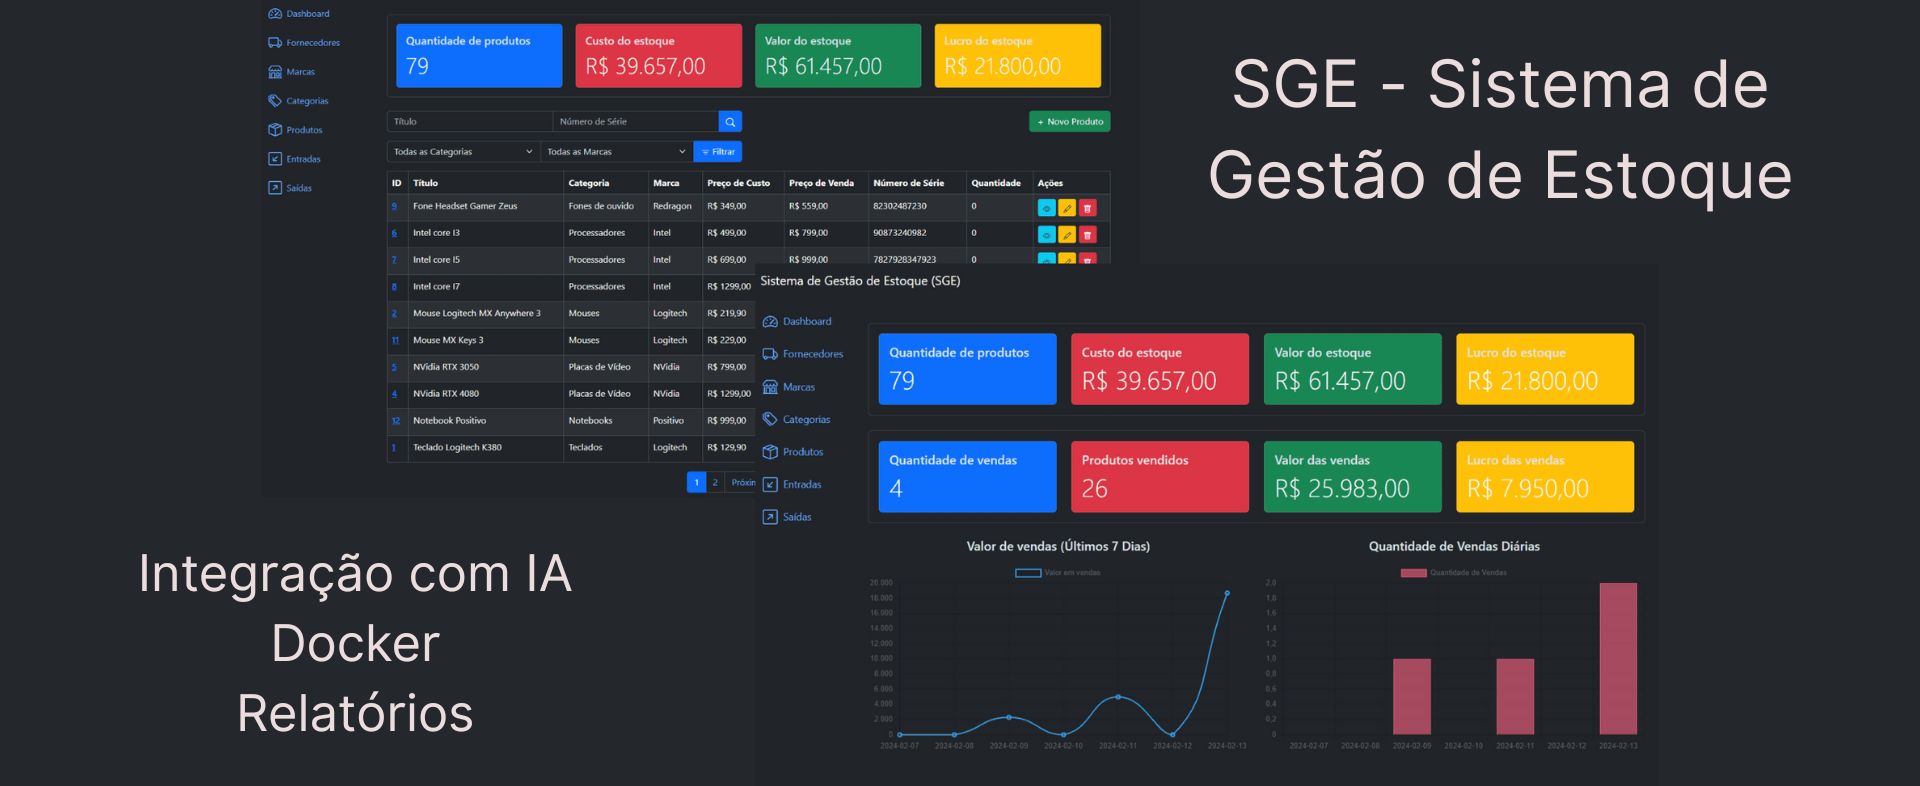 Dashboard
Fornecedores
Marcas
Categorias
Produtos
Entradas
Saídas
Quantidade de produtos
79
Custo do estoque
R$ 39.657,00
Valor do estoque
R$ 61.457,00
Lucro do estoque
R$ 21.800,00
Título
Número de Série
+ Novo Produto
Todas as Categorias
Todas as Marcas
Filtrar
ID Título Categoria Marca Preço de Custo Preço de Venda Número de Série Quantidade Ações
9 Fone Headset Gamer Zeus Fones de ouvido Redragon R$ 349,00 R$ 559,00 82302487230 0
6 Intel core I3 Processadores Intel R$ 499,00 R$ 799,00 90873240982 0
7 Intel core I5 Processadores Intel R$ 699,00 R$ 999,00 7827928347923 0
8 Intel core I7 Processadores Intel R$ 1299,00
2 Mouse Logitech MX Anywhere 3 Mouses Logitech R$ 219,90
11 Mouse MX Keys 3 Mouses Logitech R$ 229,00
5 NVidia RTX 3050 Placas de Vídeo NVidia R$ 799,00
4 NVidia RTX 4080 Placas de Vídeo NVidia R$ 1299,00
12 Notebook Positivo Notebooks Positivo R$ 999,00
1 Teclado Logitech K380 Teclados Logitech R$ 129,90
1 2 Próxin
SGE - Sistema de
Gestão de Estoque
Sistema de Gestão de Estoque (SGE)
Dashboard
Fornecedores
Marcas
Categorias
Produtos
Entradas
Saídas
Quantidade de produtos
79
Custo do estoque
R$ 39.657,00
Valor do estoque
R$ 61.457,00
Lucro do estoque
R$ 21.800,00
Quantidade de vendas
4
Produtos vendidos
26
Valor das vendas
R$ 25.983,00
Lucro das vendas
R$ 7.950,00
Valor de vendas (Últimos 7 Dias)
Valor em vendas
20.000
18.000
16.000
14.000
12.000
10.000
8.000
6.000
4.000
2.000
0
2024-02-07 2024-02-08 2024-02-09 2024-02-10 2024-02-11 2024-02-12 2024-02-13
Quantidade de Vendas Diárias
Quantidade de Vendas
2,0
1,8
1,6
1,4
1,2
1,0
0,8
0,6
0,4
0,2
0
2024-02-07 2024-02-08 2024-02-09 2024-02-10 2024-02-11 2024-02-12 2024-02-13
Integração com IA
Docker
Relatórios